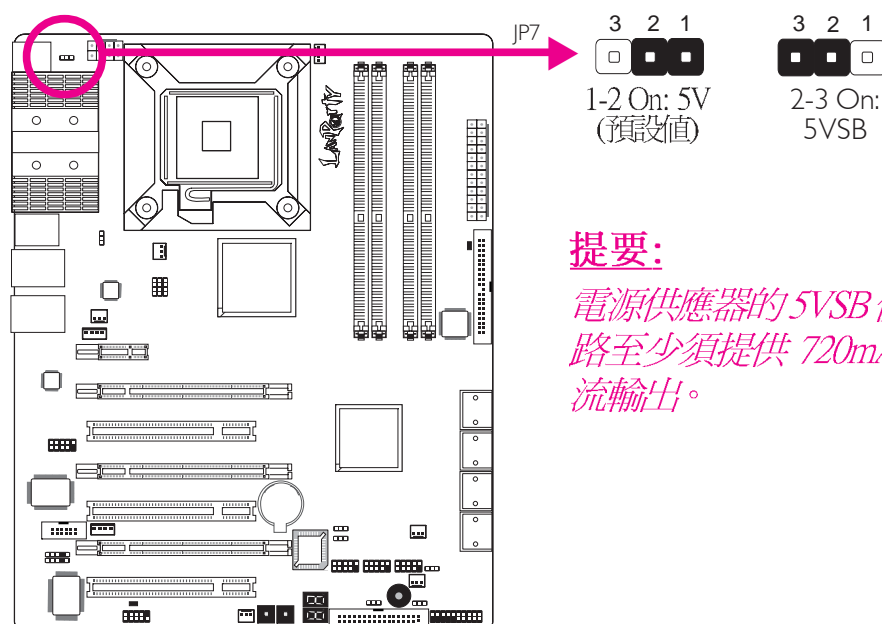 JP7
3 2 1
1-2 On: 5V
(預設值)
3 2 1
2-3 On:
5VSB
LANPARTY
提要:
電源供應器的 5VSB
路至少須提供 720m
流輸出。